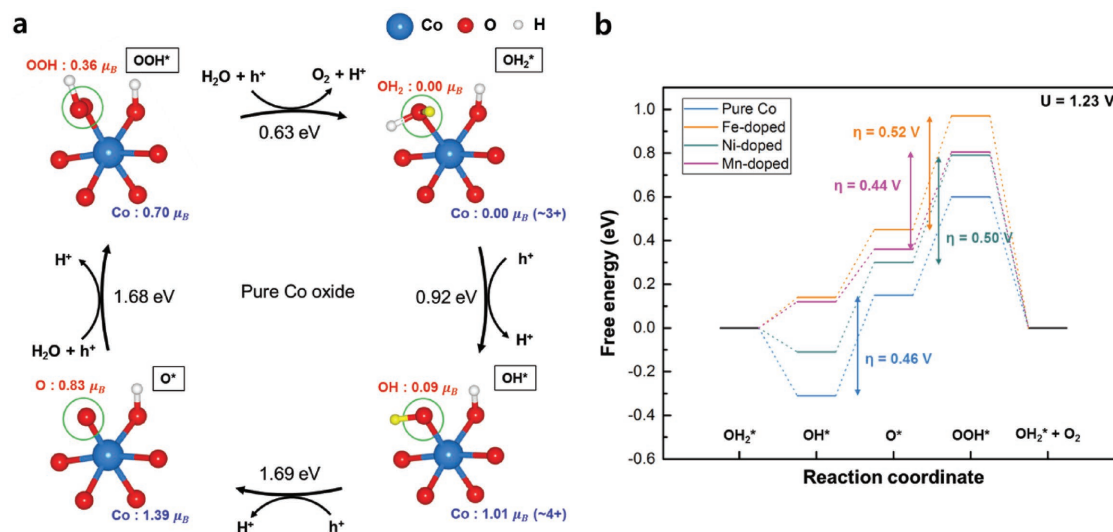 a
Co O H
OOH : 0.36 μB
OOH*
H₂O + h⁺
O₂ + H⁺
0.63 eV
OH₂ : 0.00 μB
OH₂*
Co : 0.70 μB
Co : 0.00 μB (~3+)
H⁺
1.68 eV
H₂O + h⁺
Pure Co oxide
h⁺
0.92 eV
H⁺
O : 0.83 μB
O*
OH : 0.09 μB
OH*
1.69 eV
Co : 1.39 μB
H⁺
h⁺
Co : 1.01 μB (~4+)
b
U = 1.23 V
Pure Co
Fe-doped
Ni-doped
Mn-doped
η = 0.52 V
η = 0.44 V
η = 0.50 V
η = 0.46 V
Free energy (eV)
1.0
0.8
0.6
0.4
0.2
0.0
-0.2
-0.4
-0.6
OH₂* OH* O* OOH* OH₂* + O₂
Reaction coordinate